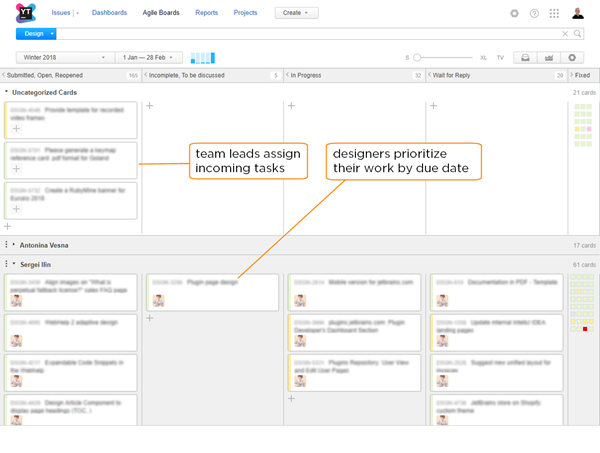 YT
Issues Dashboards Agile Boards Reports Projects Create
Design
Winter 2018 1 Jan — 28 Feb S XL TV
Submitted, Open, Reopened 165 Incomplete, To be discussed 5 In Progress 32 Wait for Reply 20 Fixed
Uncategorized Cards 21 cards
Provide template for recorded
video frames
Please generate a keymap
reference card .pdf format for Goland
Create a RubyMine banner for
Euruko 2018
team leads assign
incoming tasks
designers prioritize
their work by due date
Antonina Vesna 17 cards
Sergei Ilin 61 cards
Align images on "What is
perpetual fallback license?" sales FAQ page
Plugin page design
Mobile version for jetbrains.com
Documentation in PDF - Template
WebHelp 2 adaptive design
plugins.jetbrains.com: Plugin
Developer's Dashboard Section
Update internal IntelliJ IDEA
landing pages
Expandable Code Snippets in
the WebHelp
Plugins Repository: User View
and Edit User Pages
Suggest new unified layout for
invoices
Design Article Component to
display page headings (TOC, )
JetBrains store on Shopify
custom theme